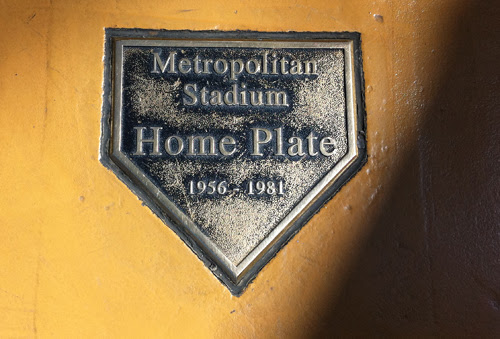 Metropolitan
Stadium
Home Plate
1956 - 1981